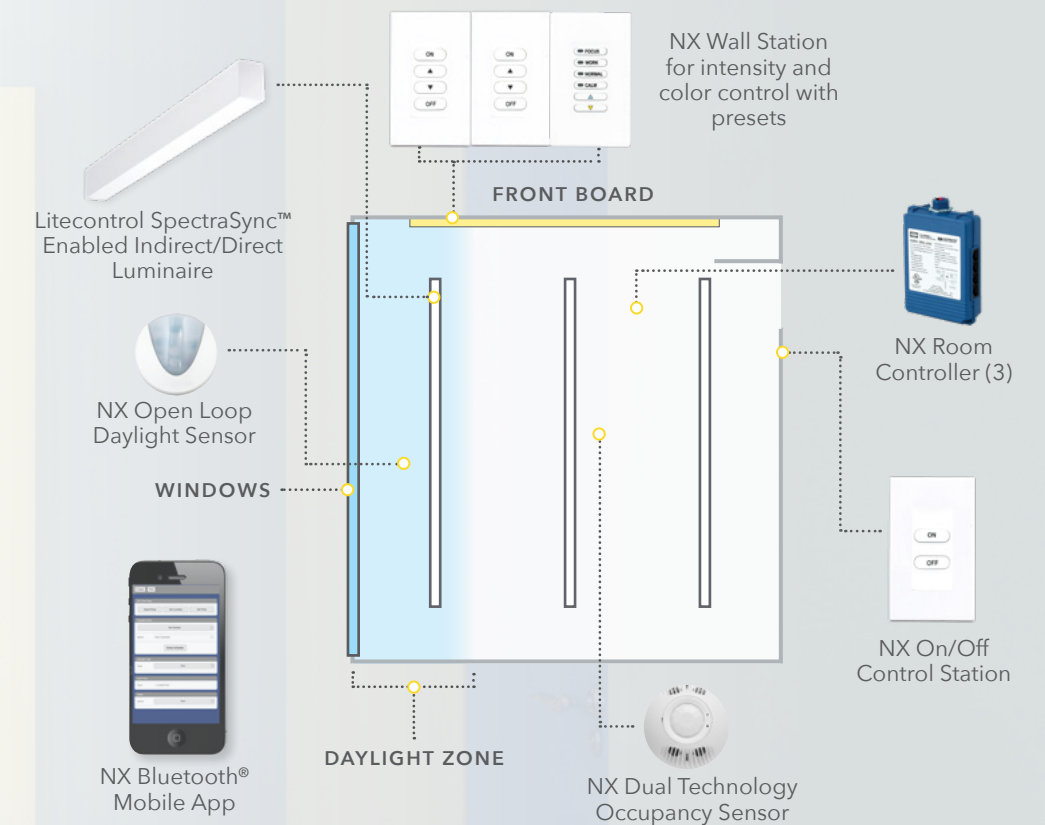 ON
OFF
ON
OFF
FOCUS
WORK
NORMAL
CALM
NX Wall Station
for intensity and
color control with
presets
FRONT BOARD
Litecontrol SpectraSync™
Enabled Indirect/Direct
Luminaire
NX Room
Controller (3)
NX Open Loop
Daylight Sensor
WINDOWS
ON
OFF
NX On/Off
Control Station
DAYLIGHT ZONE
NX Bluetooth®
Mobile App
NX Dual Technology
Occupancy Sensor